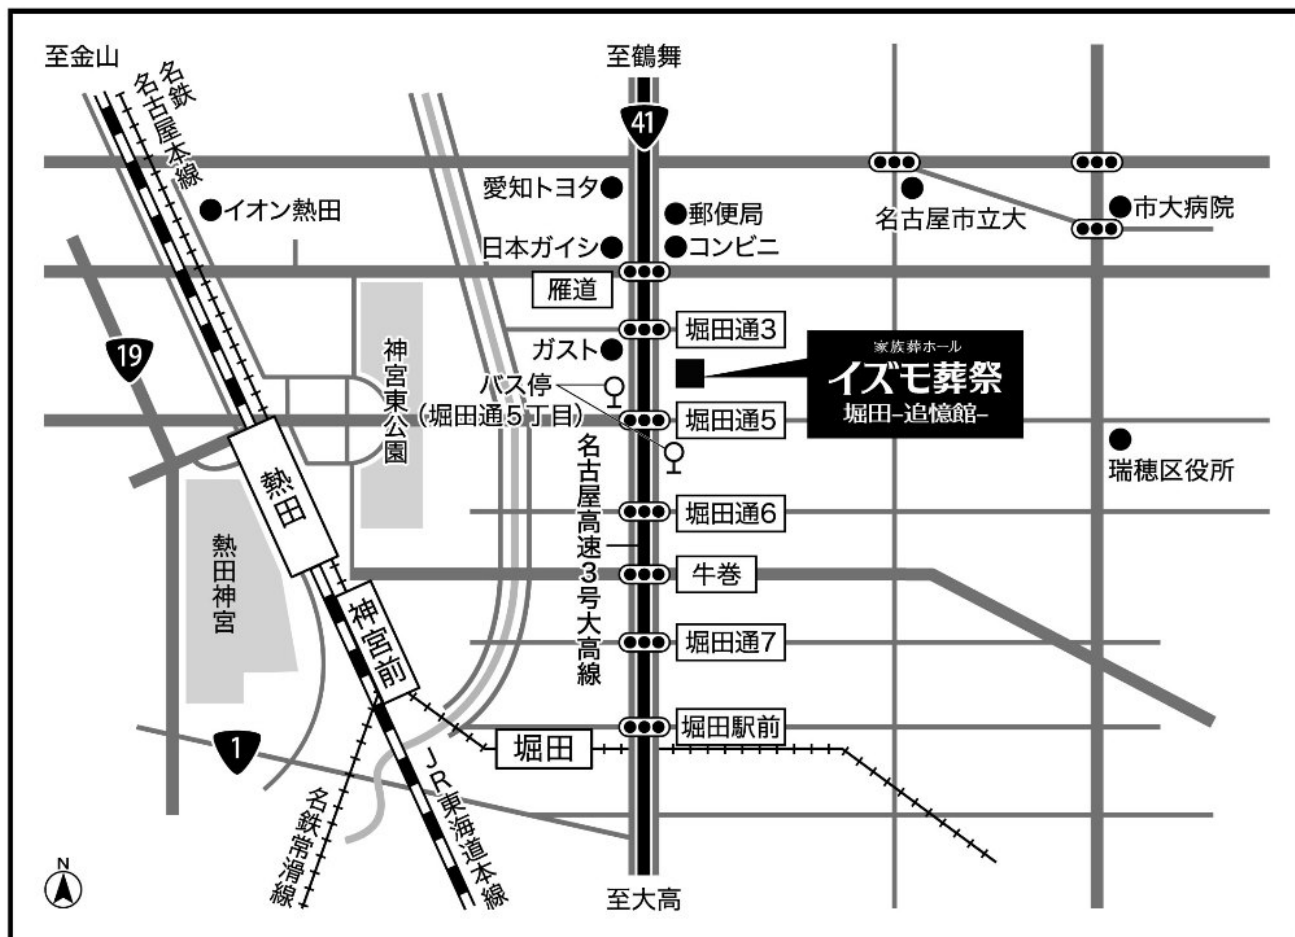 至金山
至鶴舞
名鉄
名古屋本線
41
愛知トヨタ
郵便局
イオン熱田
名古屋市立大
市大病院
日本ガイシ
コンビニ
雁道
堀田通3
19
ガスト
家族葬ホール
イズモ葬祭
堀田–追憶館–
神宮東公園
バス停
(堀田通5丁目)
堀田通5
瑞穂区役所
熱田
名古屋高速3号大高線
堀田通6
熱田神宮
牛巻
神宮前
堀田通7
堀田駅前
1
堀田
JR東海道本線
名鉄常滑線
N
至大高